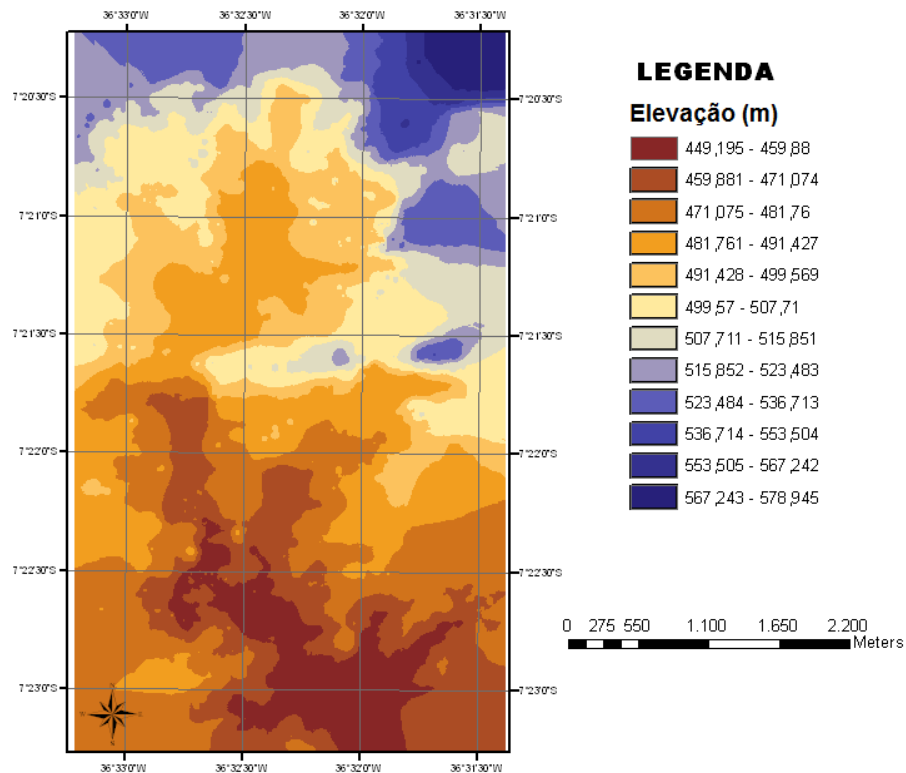 36°33'0"W 36°32'30"W 36°32'0"W 36°31'30"W
7°20'30"S 7°20'30"S
7°21'0"S 7°21'0"S
7°21'30"S 7°21'30"S
7°22'0"S 7°22'0"S
7°22'30"S 7°22'30"S
7°23'0"S 7°23'0"S
36°33'0"W 36°32'30"W 36°32'0"W 36°31'30"W
LEGENDA
Elevação (m)
449,195 - 459,88
459,881 - 471,074
471,075 - 481,76
481,761 - 491,427
491,428 - 499,569
499,57 - 507,71
507,711 - 515,851
515,852 - 523,483
523,484 - 536,713
536,714 - 553,504
553,505 - 567,242
567,243 - 578,945
0 275 550 1.100 1.650 2.200
Meters